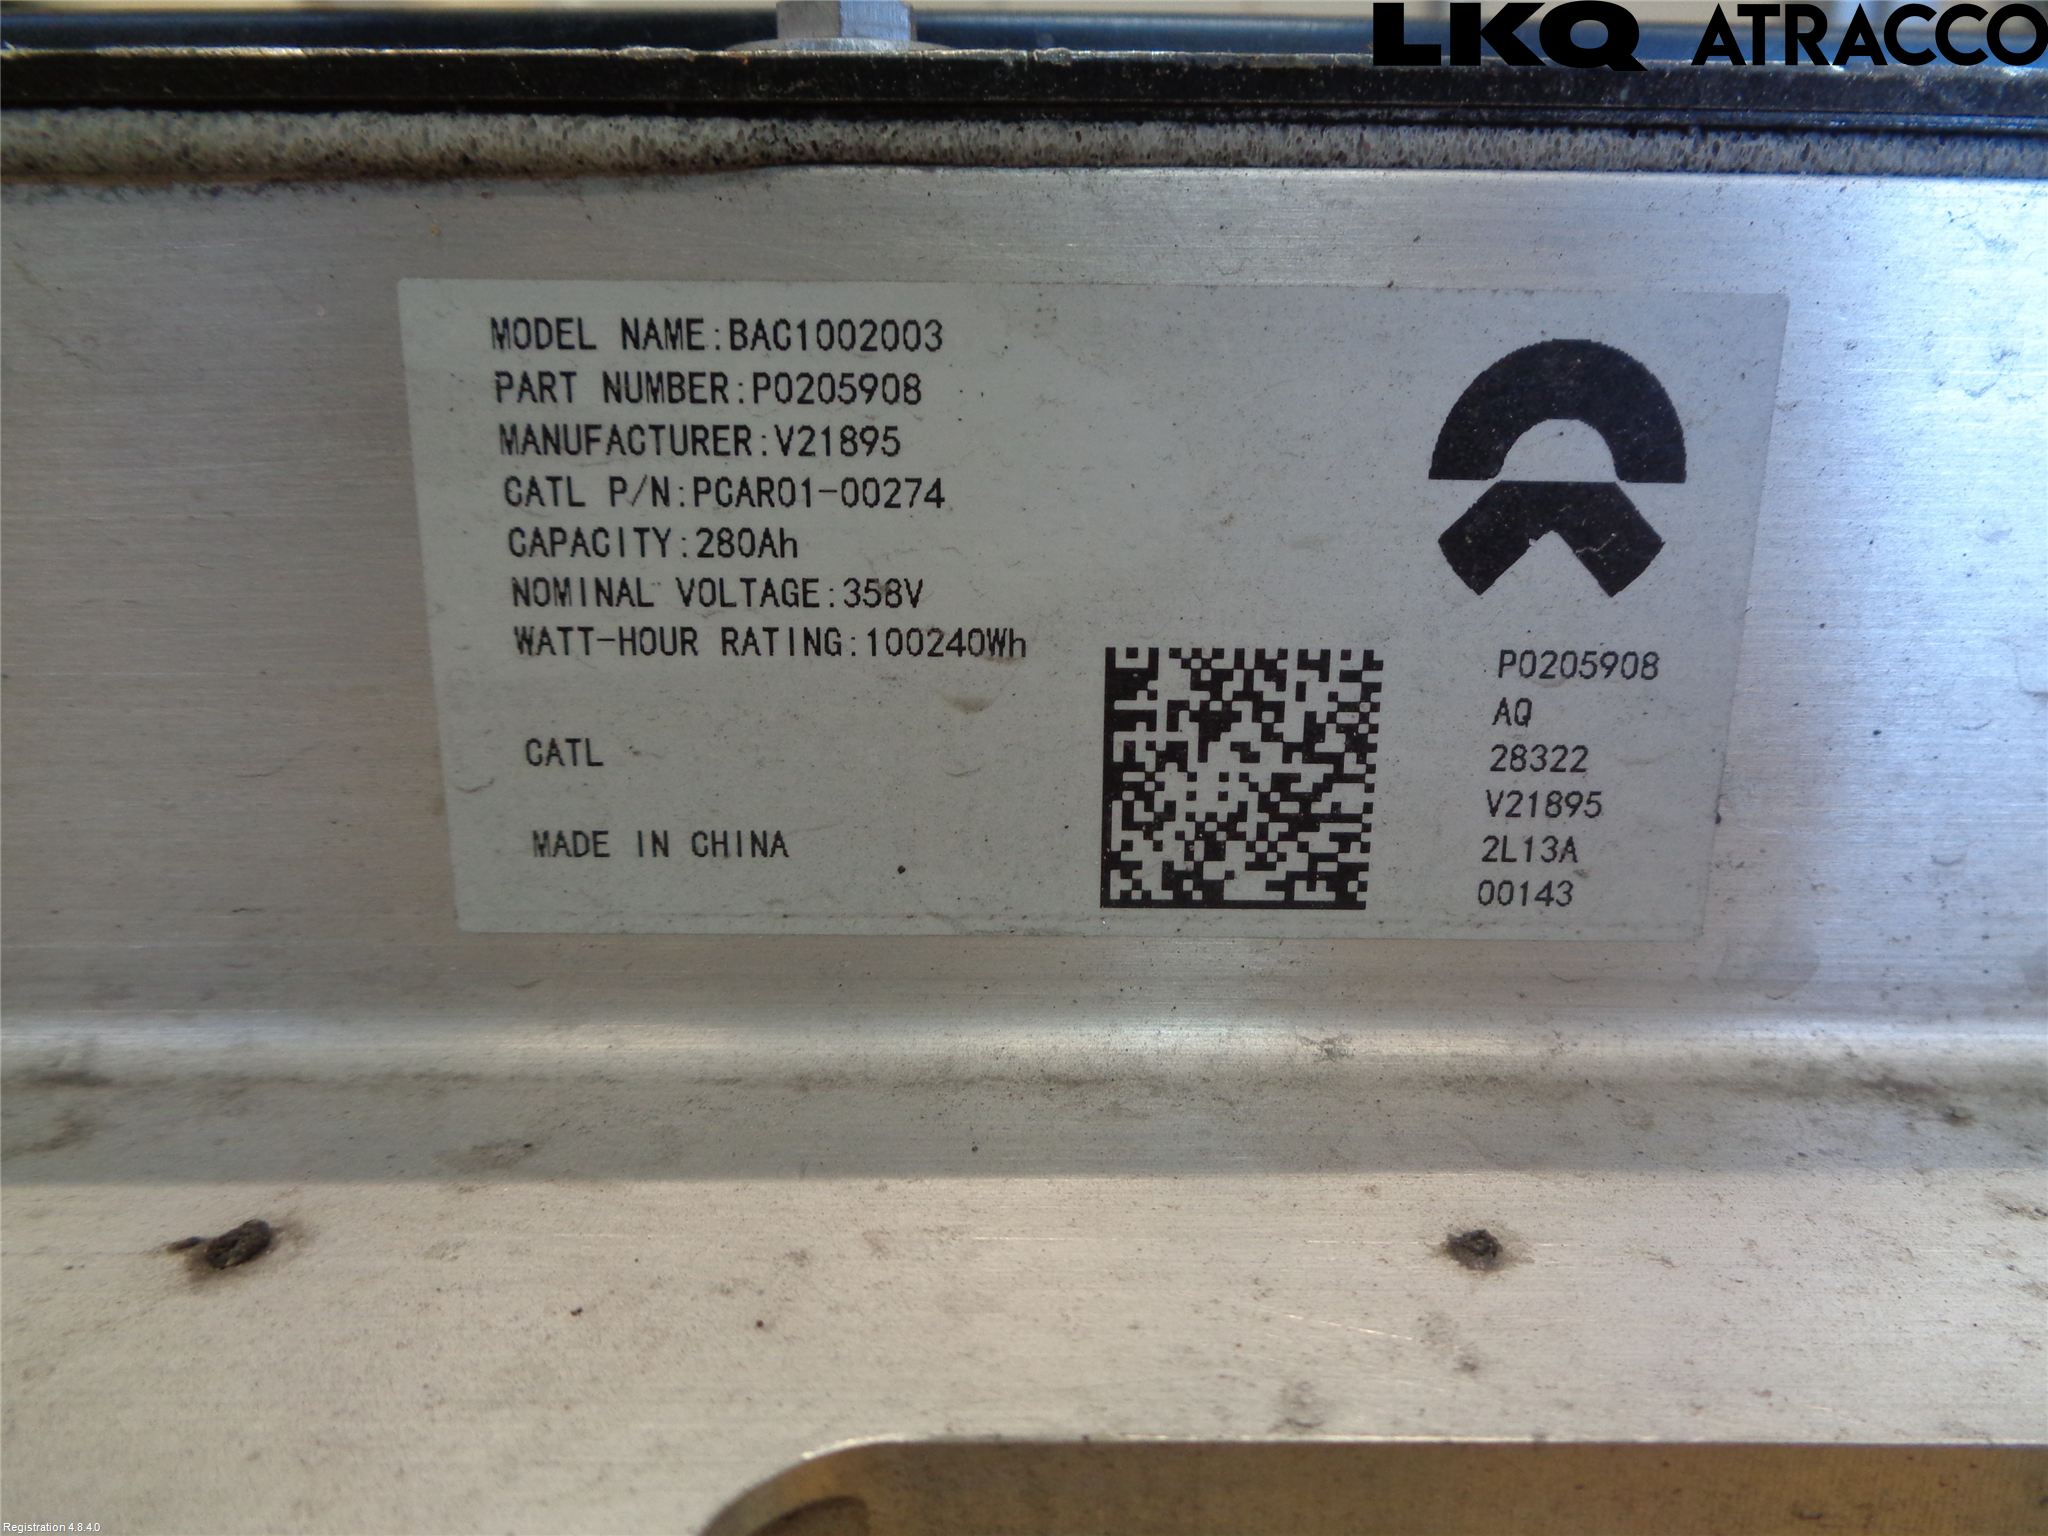 LKQ ATRACCO
MODEL NAME:BAC1002003
PART NUMBER:P0205908
MANUFACTURER:V21895
CATL P/N:PCAR01-00274
CAPACITY:280Ah
NOMINAL VOLTAGE:358V
WATT-HOUR RATING:100240Wh
CATL
MADE IN CHINA
P0205908
AQ
28322
V21895
2L13A
00143
Registration 4.8.4.0